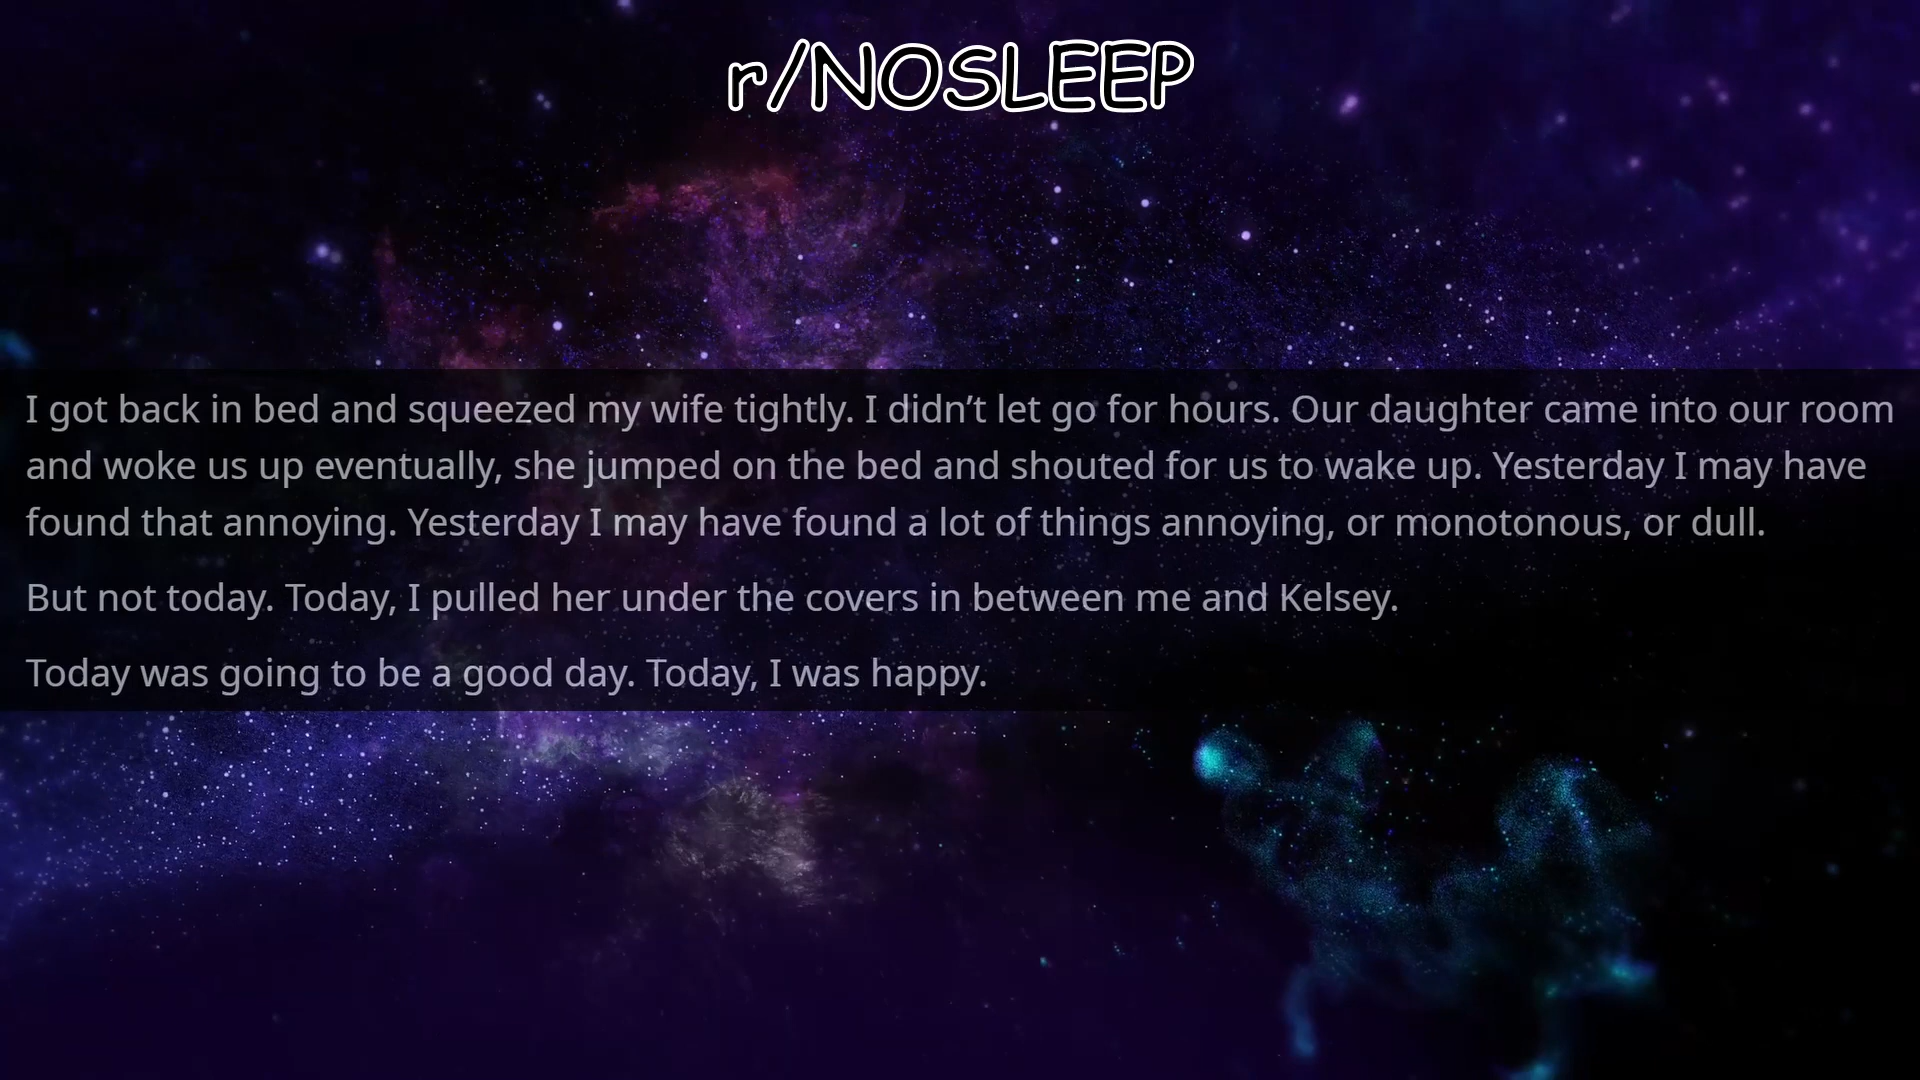 r/NOSLEEP
I got back in bed and squeezed my wife tightly. I didn’t let go for hours. Our daughter came into our room
and woke us up eventually, she jumped on the bed and shouted for us to wake up. Yesterday I may have
found that annoying. Yesterday I may have found a lot of things annoying, or monotonous, or dull.
But not today. Today, I pulled her under the covers in between me and Kelsey.
Today was going to be a good day. Today, I was happy.